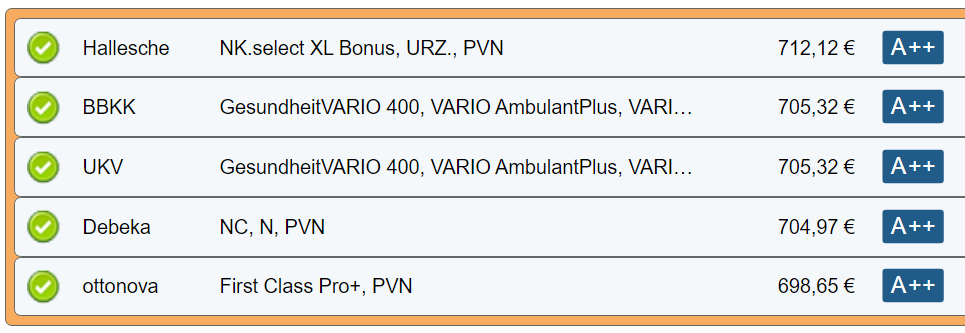 Hallesche NK.select XL Bonus, URZ., PVN 712,12 € A++
BBKK GesundheitVARIO 400, VARIO AmbulantPlus, VARI... 705,32 € A++
UKV GesundheitVARIO 400, VARIO AmbulantPlus, VARI... 705,32 € A++
Debeka NC, N, PVN 704,97 € A++
ottonova First Class Pro+, PVN 698,65 € A++